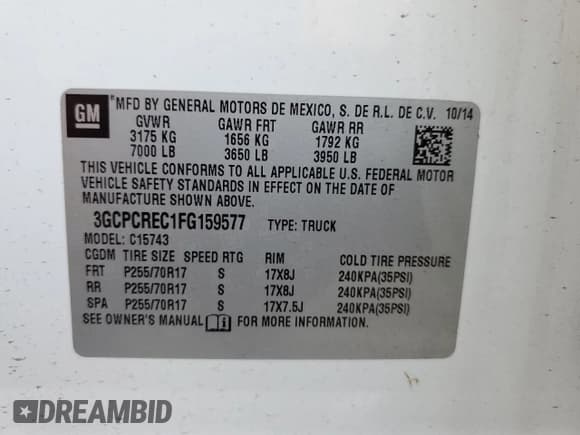 GM
*MFD BY GENERAL MOTORS DE MEXICO, S. DE R.L. DE C.V. 10/14
GVWR GAWR FRT GAWR RR
3175 KG 1656 KG 1792 KG
7000 LB 3650 LB 3950 LB
THIS VEHICLE CONFORMS TO ALL APPLICABLE U.S. FEDERAL MOTOR
VEHICLE SAFETY STANDARDS IN EFFECT ON THE DATE OF
MANUFACTURE SHOWN ABOVE.
3GCPCREC1FG159577 TYPE: TRUCK
MODEL: C15743
CGDM TIRE SIZE SPEED RTG RIM COLD TIRE PRESSURE
FRT P255/70R17 S 17X8J 240KPA(35PSI)
RR P255/70R17 S 17X8J 240KPA(35PSI)
SPA P255/70R17 S 17X7.5J 240KPA(35PSI)
SEE OWNER'S MANUAL FOR MORE INFORMATION.
DREAMBID